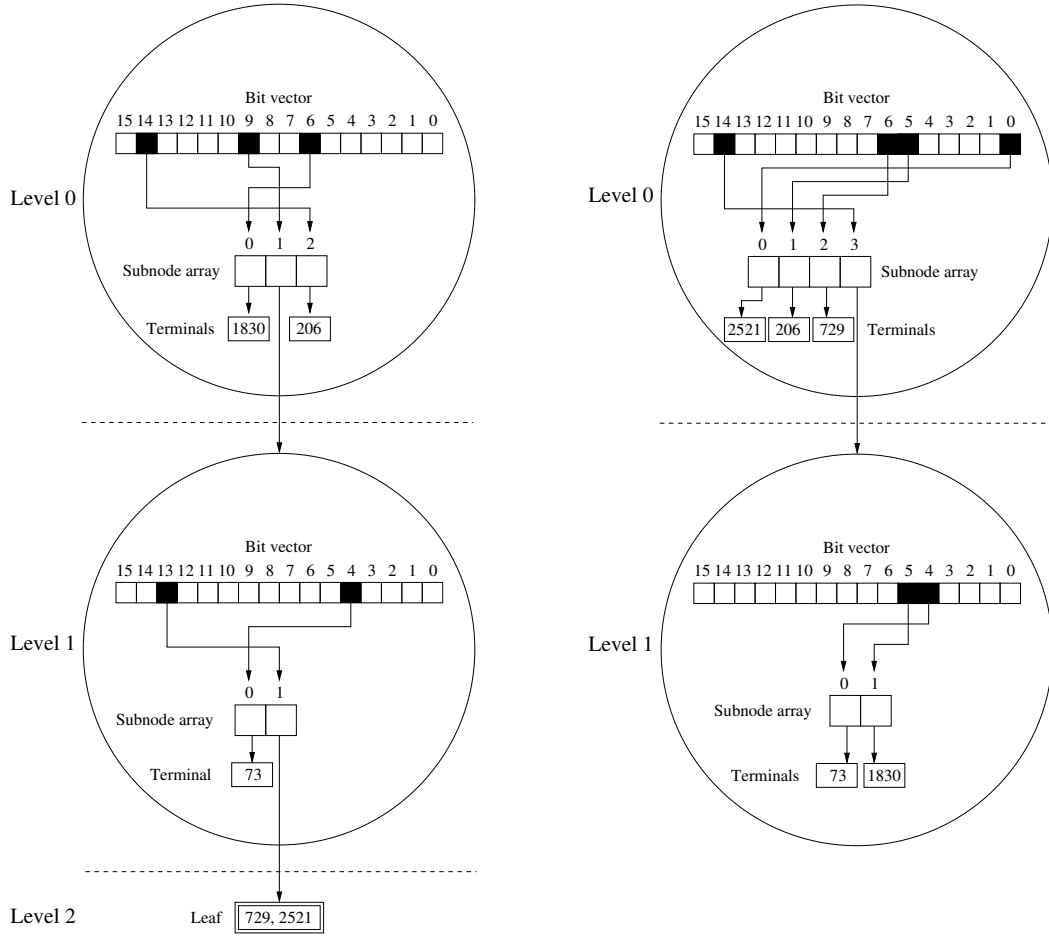 Bit vector
15 14 13 12 11 10 9 8 7 6 5 4 3 2 1 0
Level 0
0 1 2
Subnode array
Terminals
1830
206
Bit vector
15 14 13 12 11 10 9 8 7 6 5 4 3 2 1 0
Level 0
0 1 2 3
Subnode array
2521
206
729
Terminals
Bit vector
15 14 13 12 11 10 9 8 7 6 5 4 3 2 1 0
Level 1
0 1
Subnode array
Terminal
73
Bit vector
15 14 13 12 11 10 9 8 7 6 5 4 3 2 1 0
Level 1
0 1
Subnode array
Terminals
73
1830
Level 2
Leaf
729, 2521